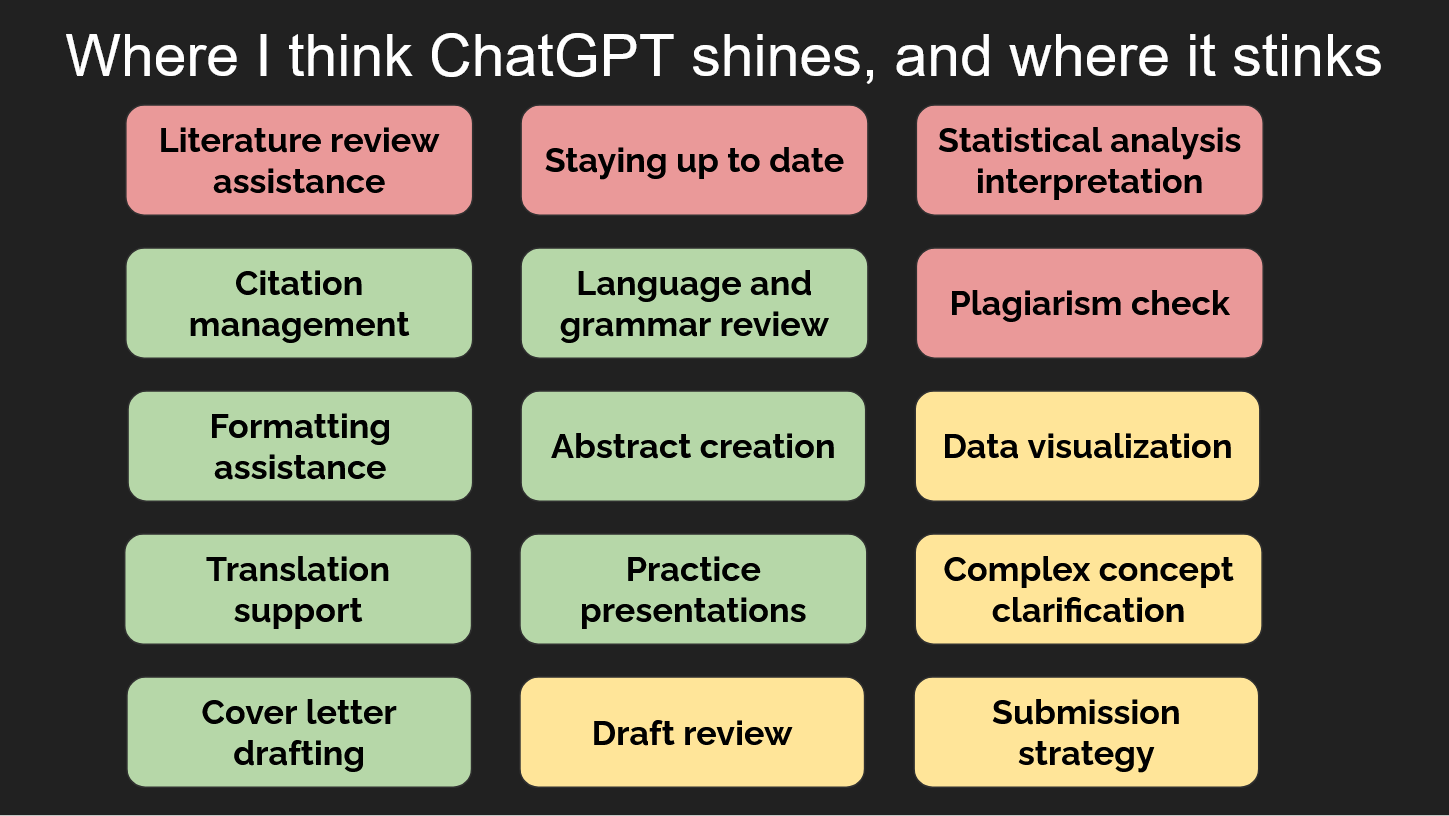 Where I think ChatGPT shines, and where it stinks
Literature review
assistance
Staying up to date
Statistical analysis
interpretation
Citation
management
Language and
grammar review
Plagiarism check
Formatting
assistance
Abstract creation
Data visualization
Translation
support
Practice
presentations
Complex concept
clarification
Cover letter
drafting
Draft review
Submission
strategy